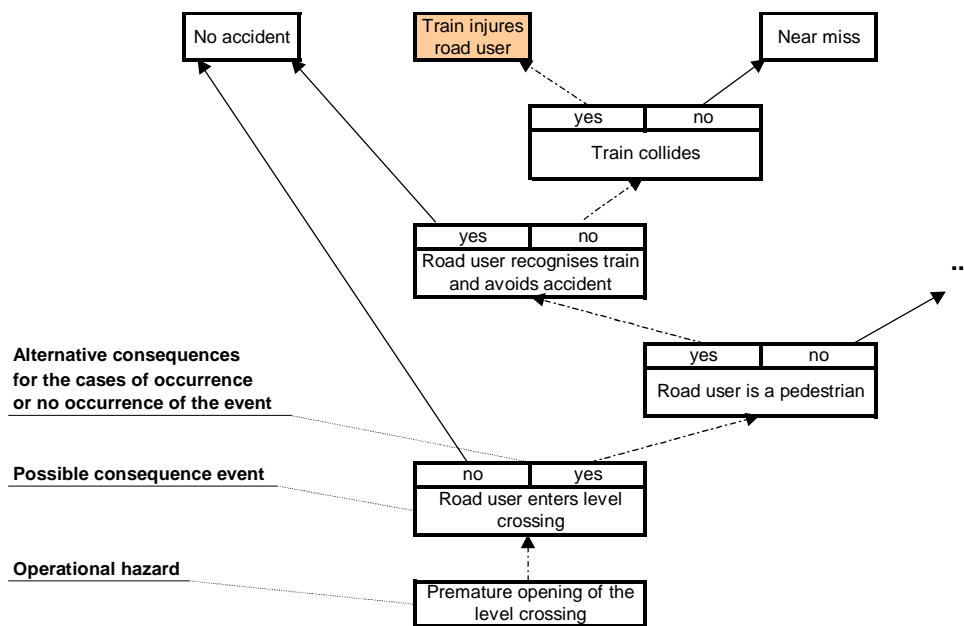 No accident
Train injures
road user
Near miss
yes
no
Train collides
yes
no
Road user recognises train
and avoids accident
..
yes
no
Road user is a pedestrian
Alternative consequences
for the cases of occurrence
or no occurrence of the event
Possible consequence event
no
yes
Road user enters level
crossing
Operational hazard
Premature opening of the
level crossing